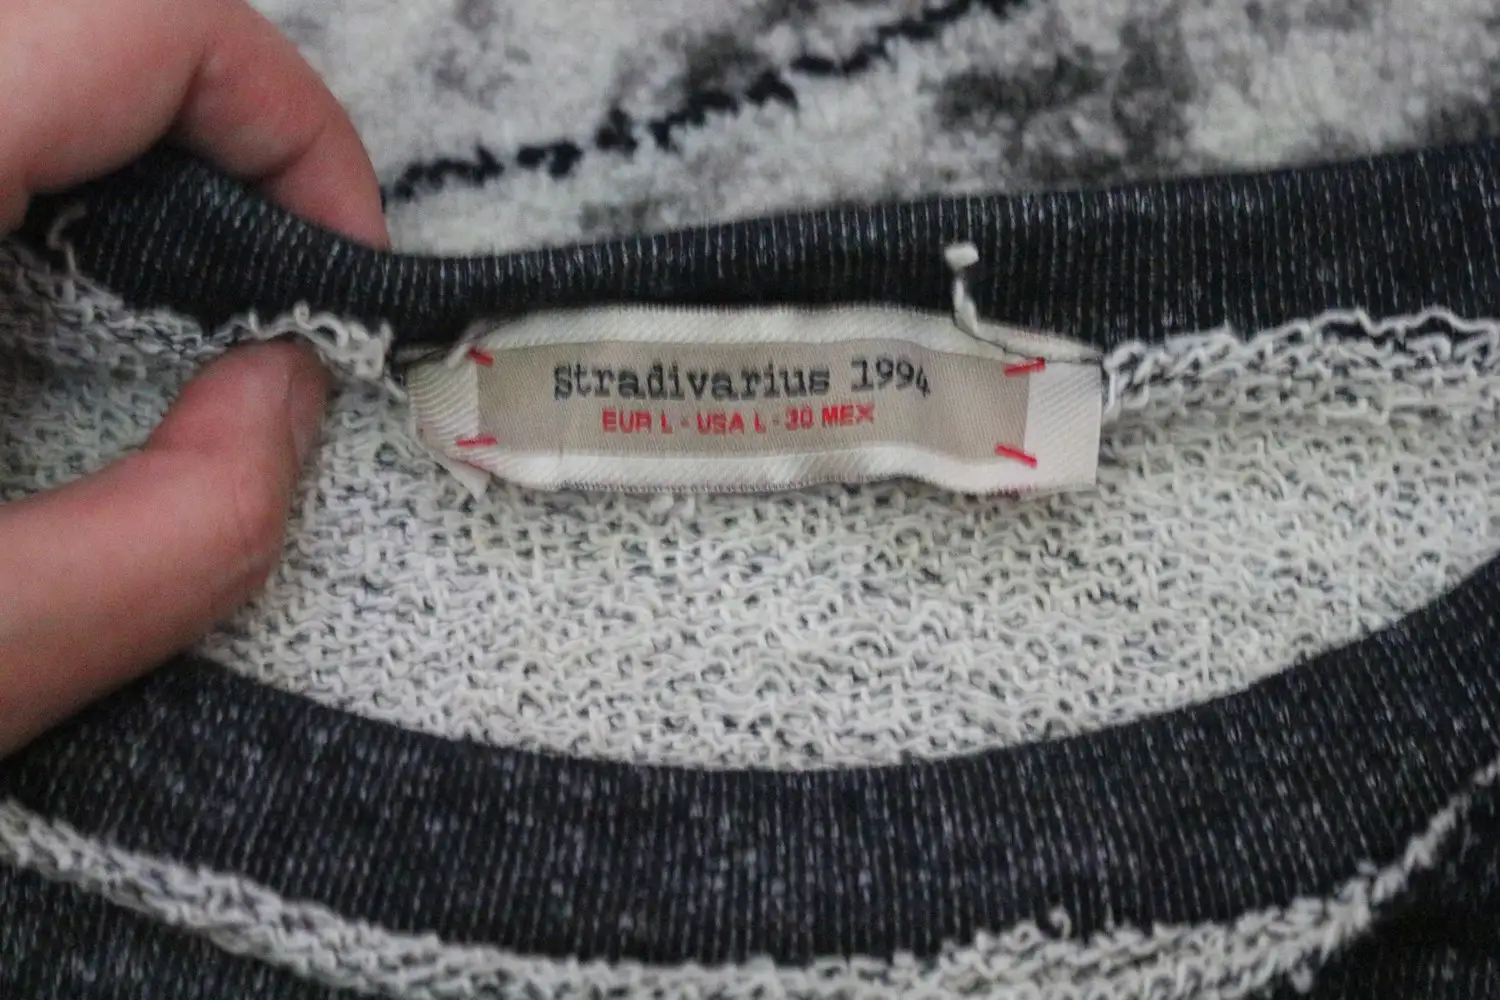 Stradivarius 1994
EUR L - USA L - 30 MEX